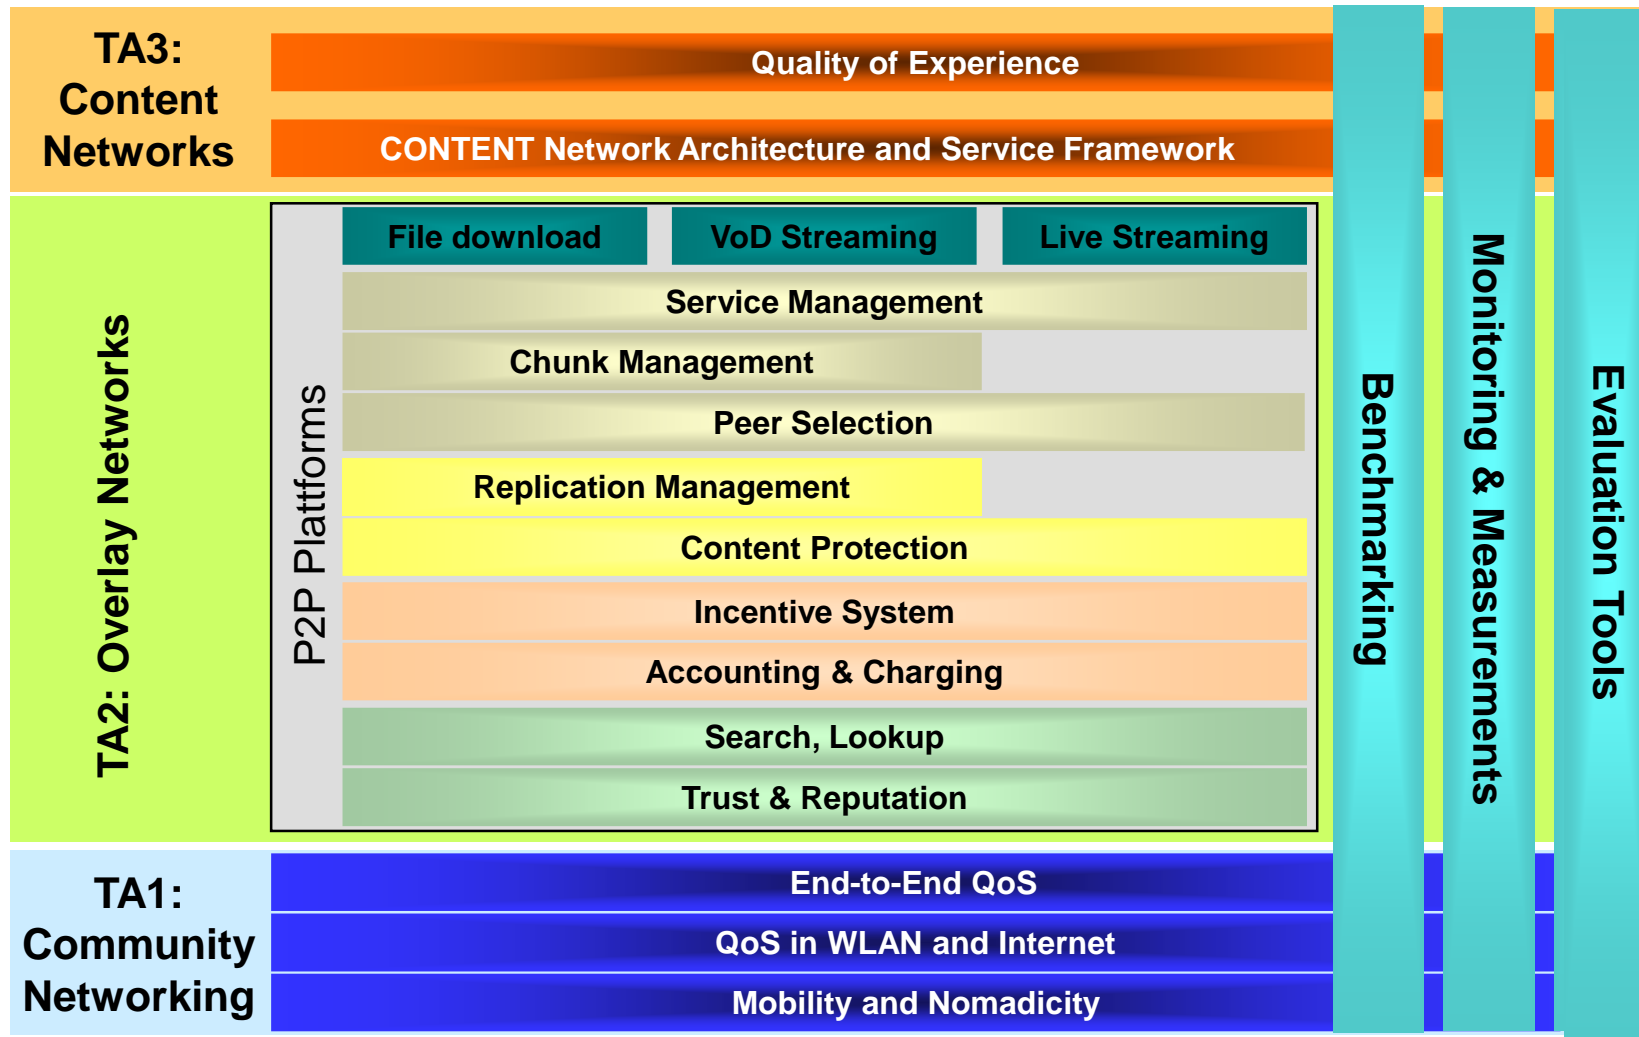 TA3:
Content
Networks
Quality of Experience
CONTENT Network Architecture and Service Framework
TA2: Overlay Networks
P2P Plattforms
File download
VoD Streaming
Live Streaming
Service Management
Chunk Management
Peer Selection
Replication Management
Content Protection
Incentive System
Accounting & Charging
Search, Lookup
Trust & Reputation
TA1:
Community
Networking
End-to-End QoS
QoS in WLAN and Internet
Mobility and Nomadicity
Benchmarking
Monitoring & Measurements
Evaluation Tools